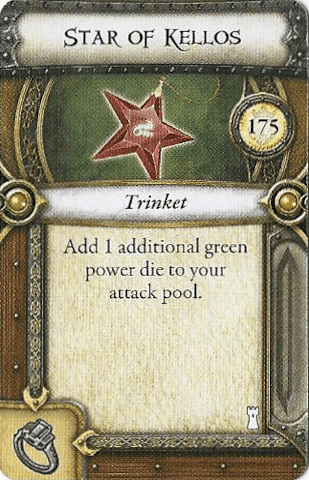 Star of Kellos
175
Trinket
Add 1 additional green
power die to your
attack pool.